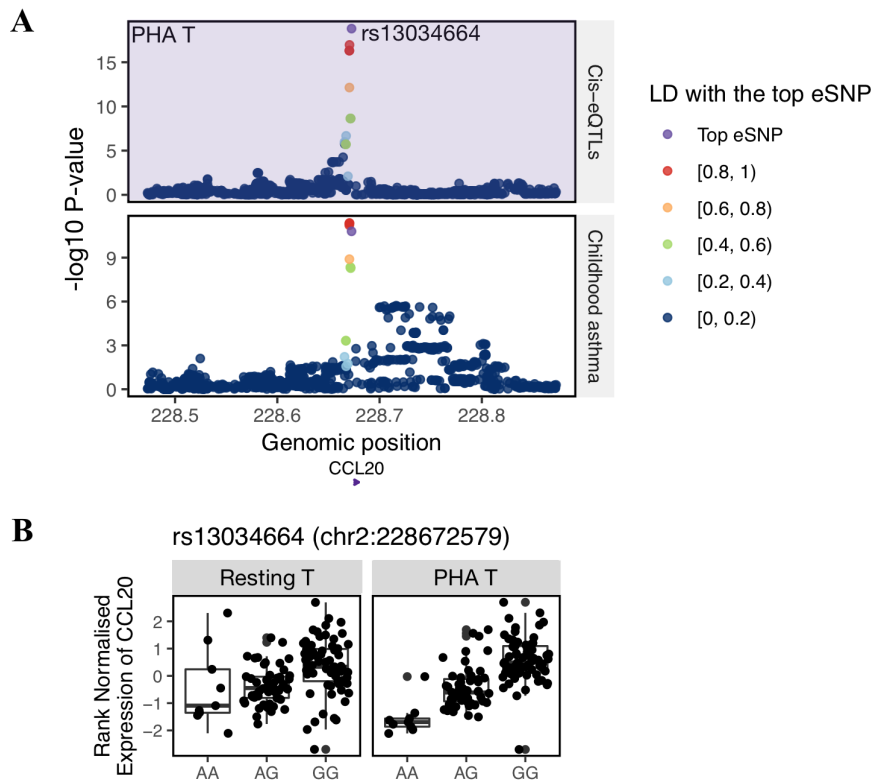 A
PHA T
rs13034664
15
10
5
0
Cis−eQTLs
-log10 P-value
9
6
3
0
Childhood asthma
228.5 228.6 228.7 228.8
Genomic position
CCL20
LD with the top eSNP
Top eSNP
[0.8, 1)
[0.6, 0.8)
[0.4, 0.6)
[0.2, 0.4)
[0, 0.2)
B
rs13034664 (chr2:228672579)
Resting T PHA T
Rank Normalised
Expression of CCL20
2
1
0
−1
−2
AA AG GG AA AG GG